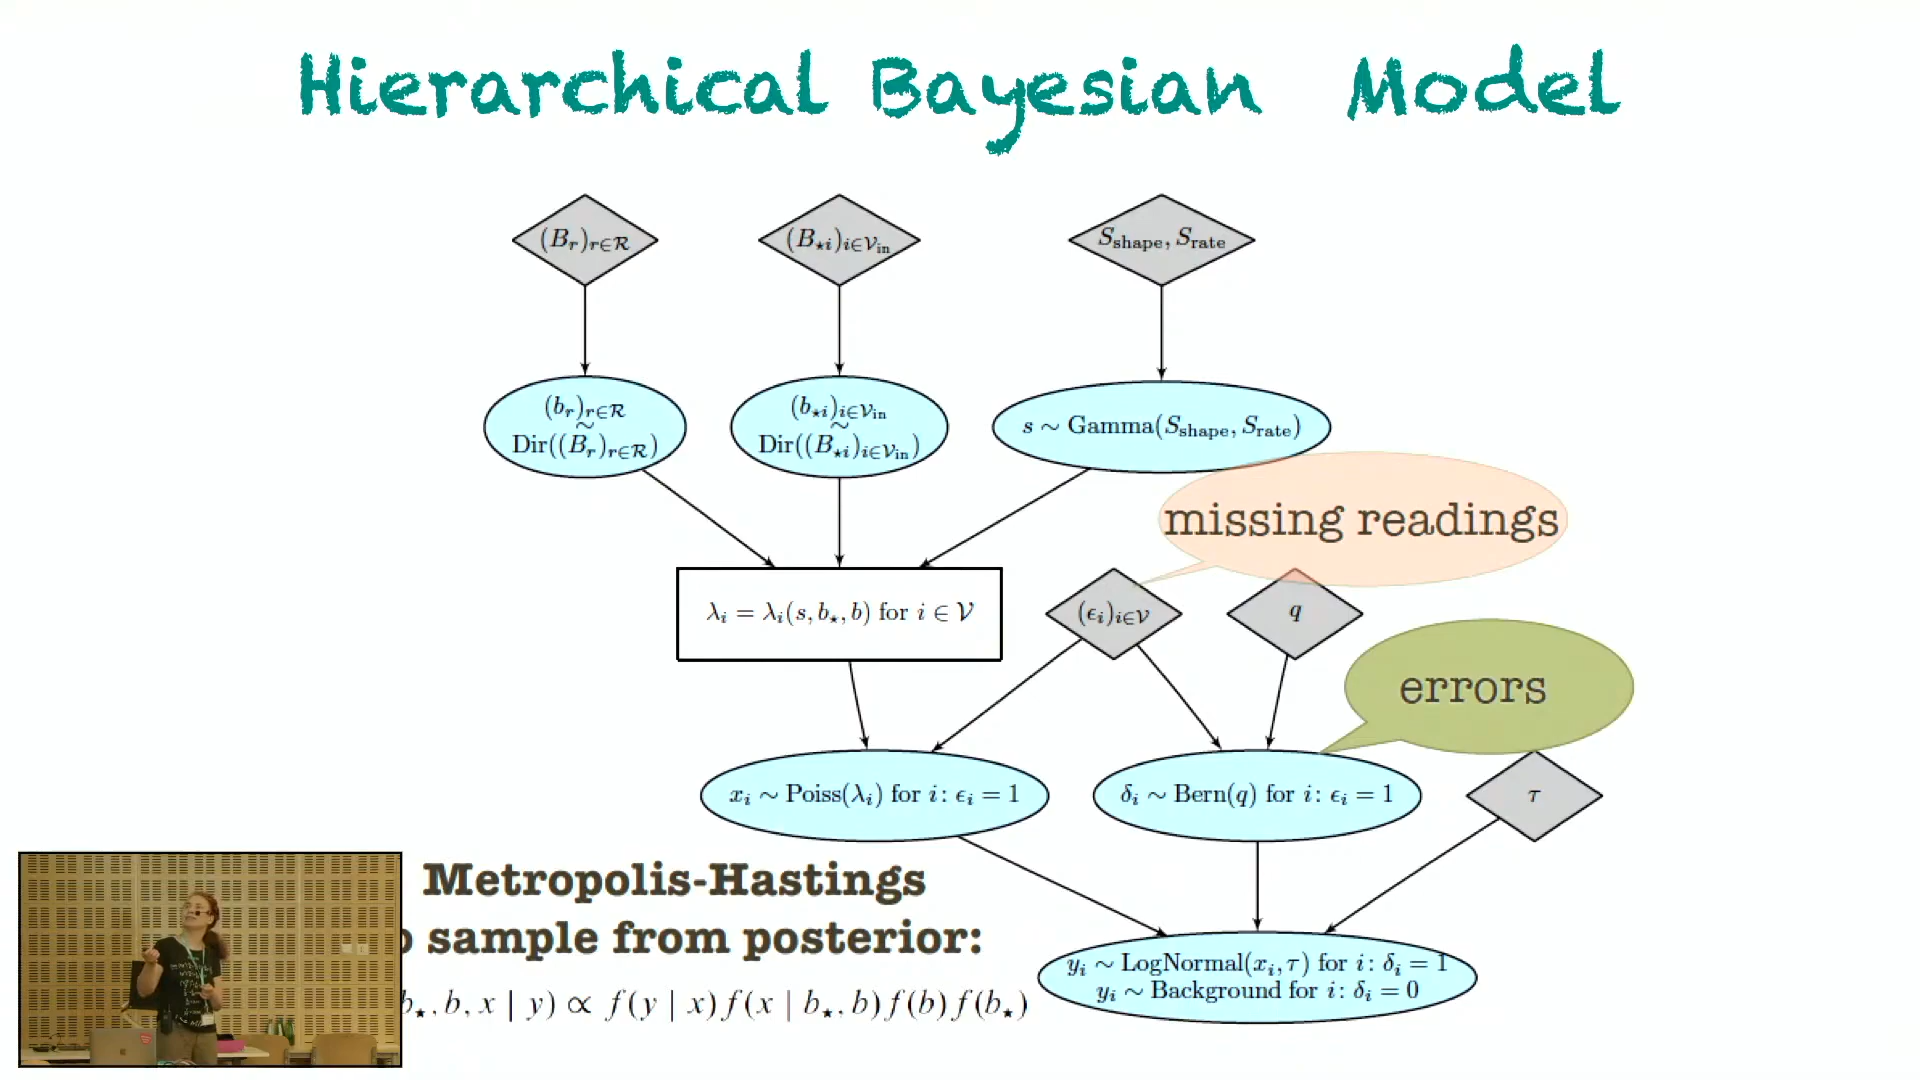 Hierarchical Bayesian Model
(B_r)_{r∈ℛ}
(B_{⋆i})_{i∈𝒱_in}
S_shape, S_rate
(b_r)_{r∈ℛ}
~
Dir((B_r)_{r∈ℛ})
(b_{⋆i})_{i∈𝒱_in}
~
Dir((B_{⋆i})_{i∈𝒱_in})
s ~ Gamma(S_shape, S_rate)
missing readings
λ_i = λ_i(s, b_⋆, b) for i ∈ 𝒱
(ϵ_i)_{i∈𝒱}
q
errors
x_i ~ Poiss(λ_i) for i: ϵ_i = 1
δ_i ~ Bern(q) for i: ϵ_i = 1
τ
Metropolis-Hastings
sample from posterior:
y_i ~ LogNormal(x_i, τ) for i: δ_i = 1
y_i ~ Background for i: δ_i = 0
b_⋆, b, x | y) ∝ f(y | x) f(x | b_⋆, b) f(b) f(b_⋆)